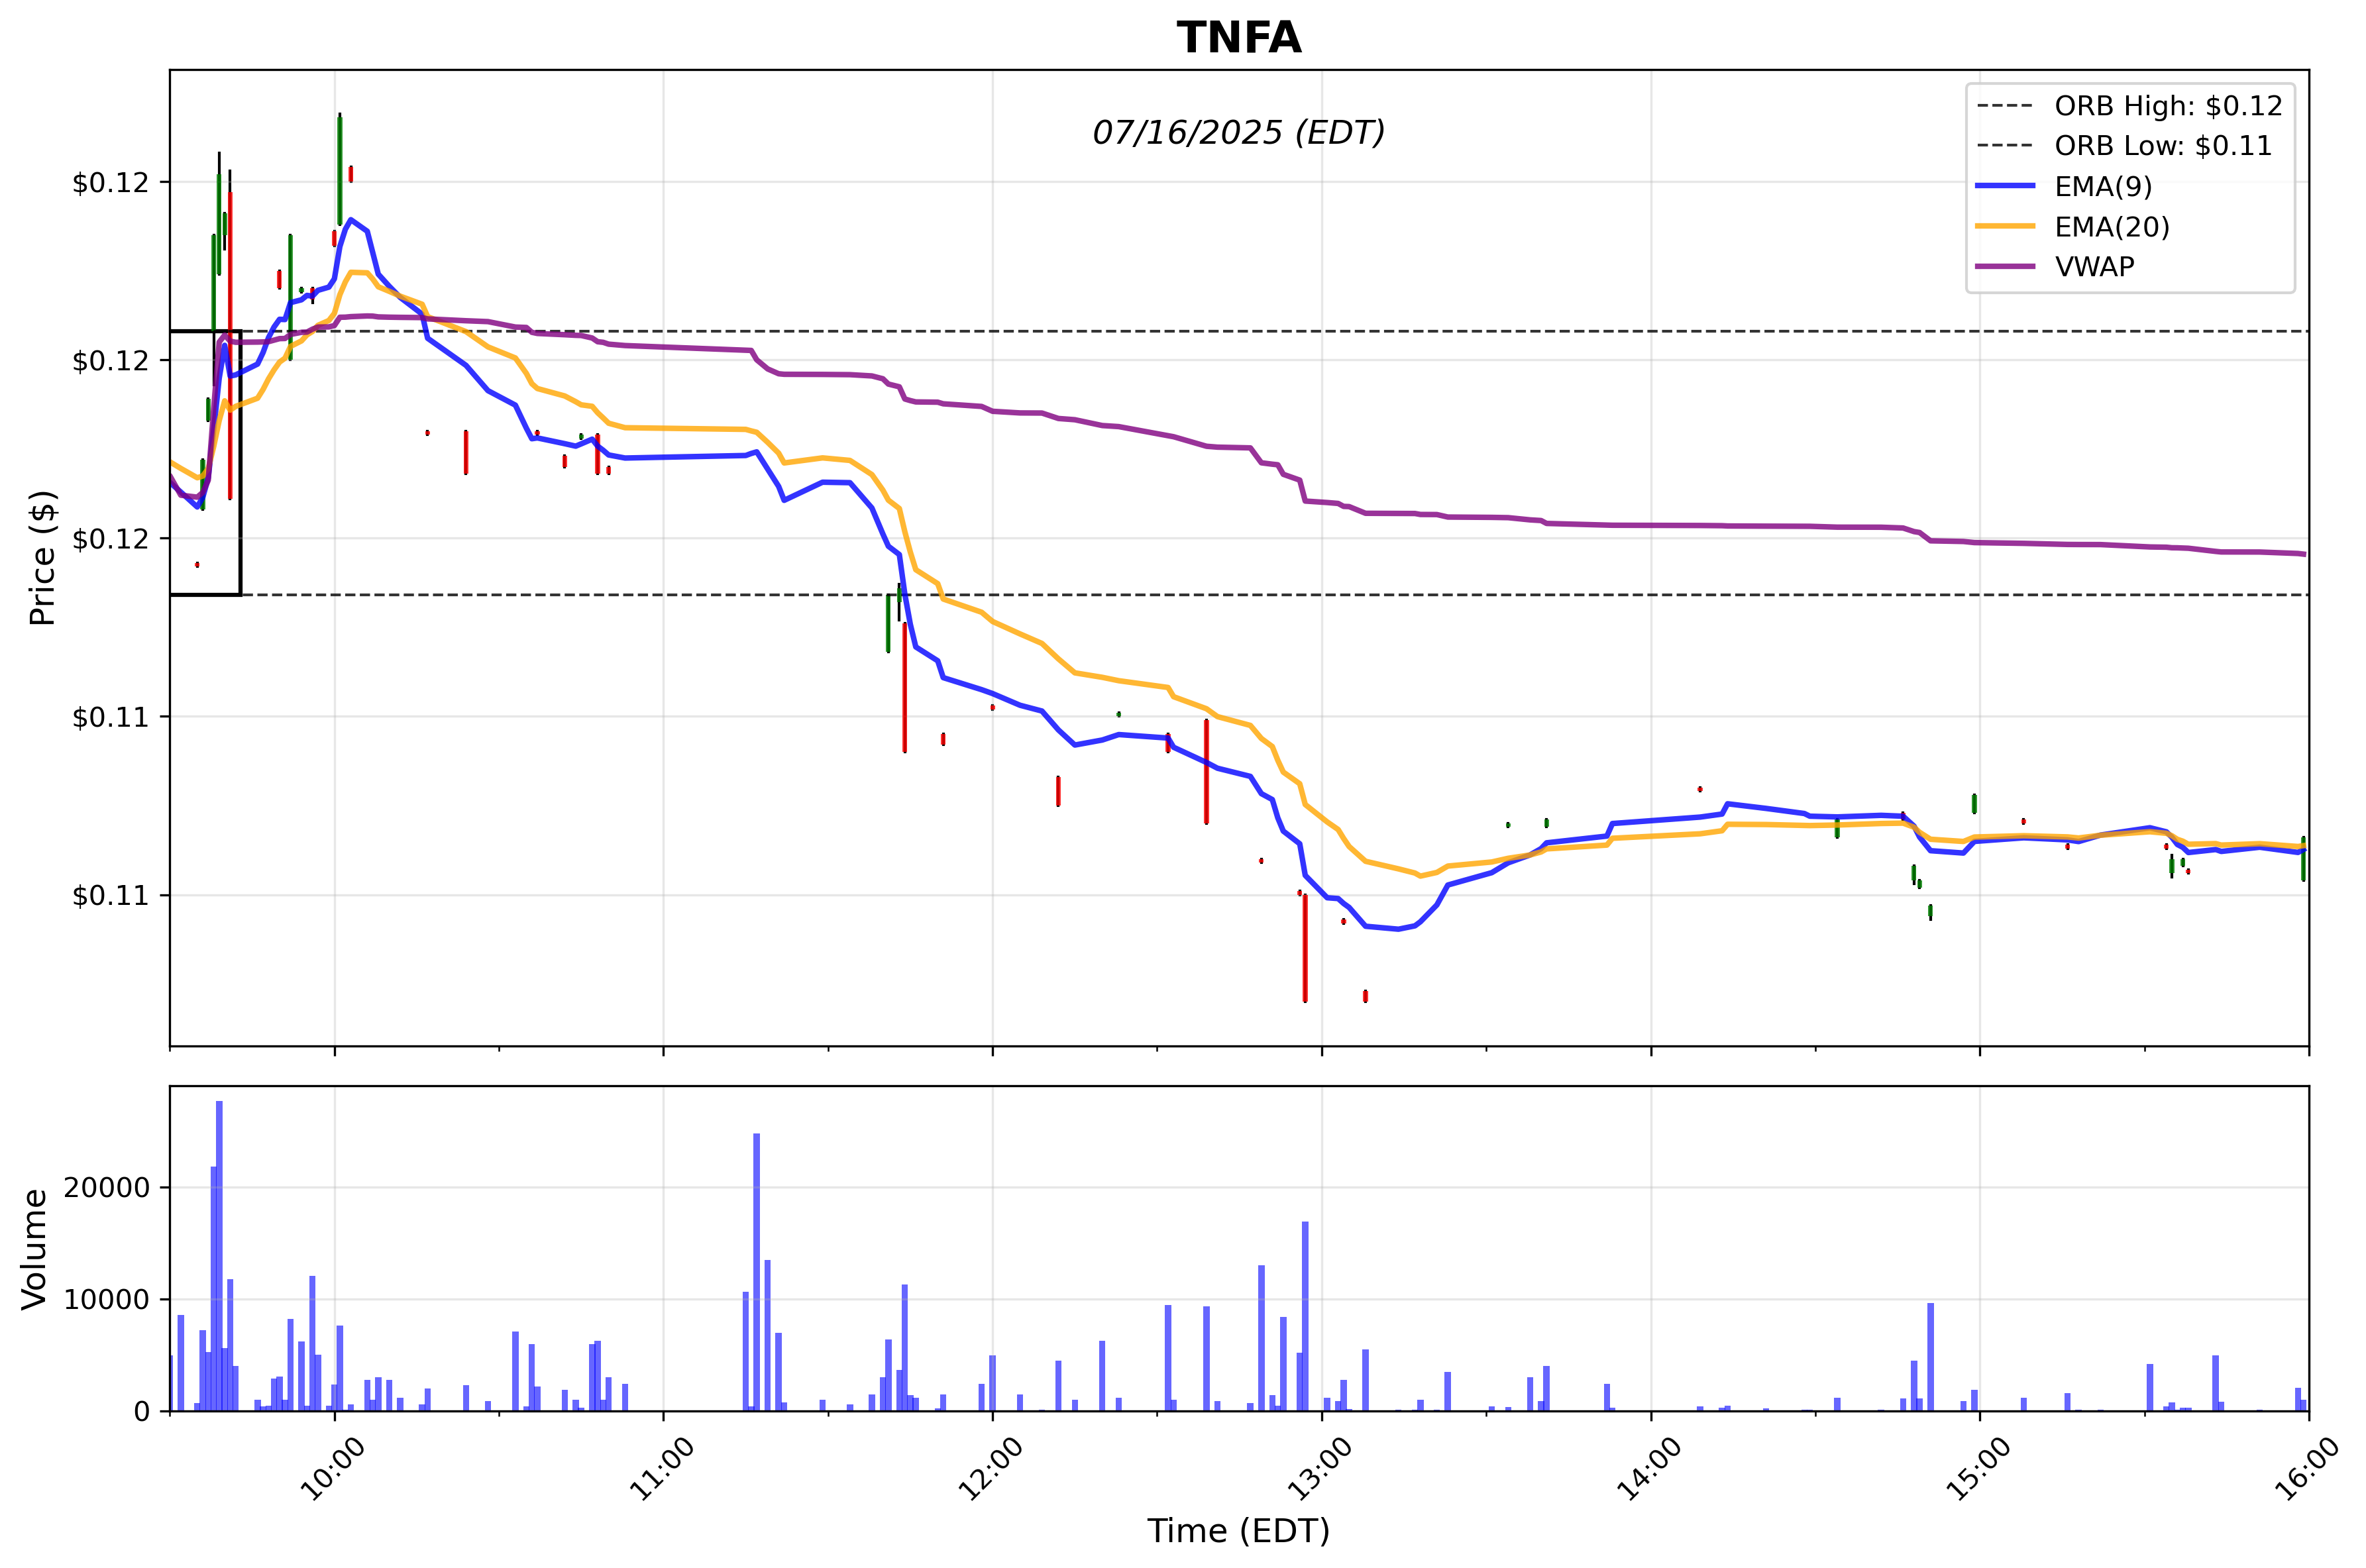 TNFA
07/16/2025 (EDT)
ORB High: $0.12
ORB Low: $0.11
EMA(9)
EMA(20)
VWAP
Price ($)
$0.12
$0.12
$0.12
$0.11
$0.11
Volume
20000
10000
0
10:00
11:00
12:00
13:00
14:00
15:00
16:00
Time (EDT)